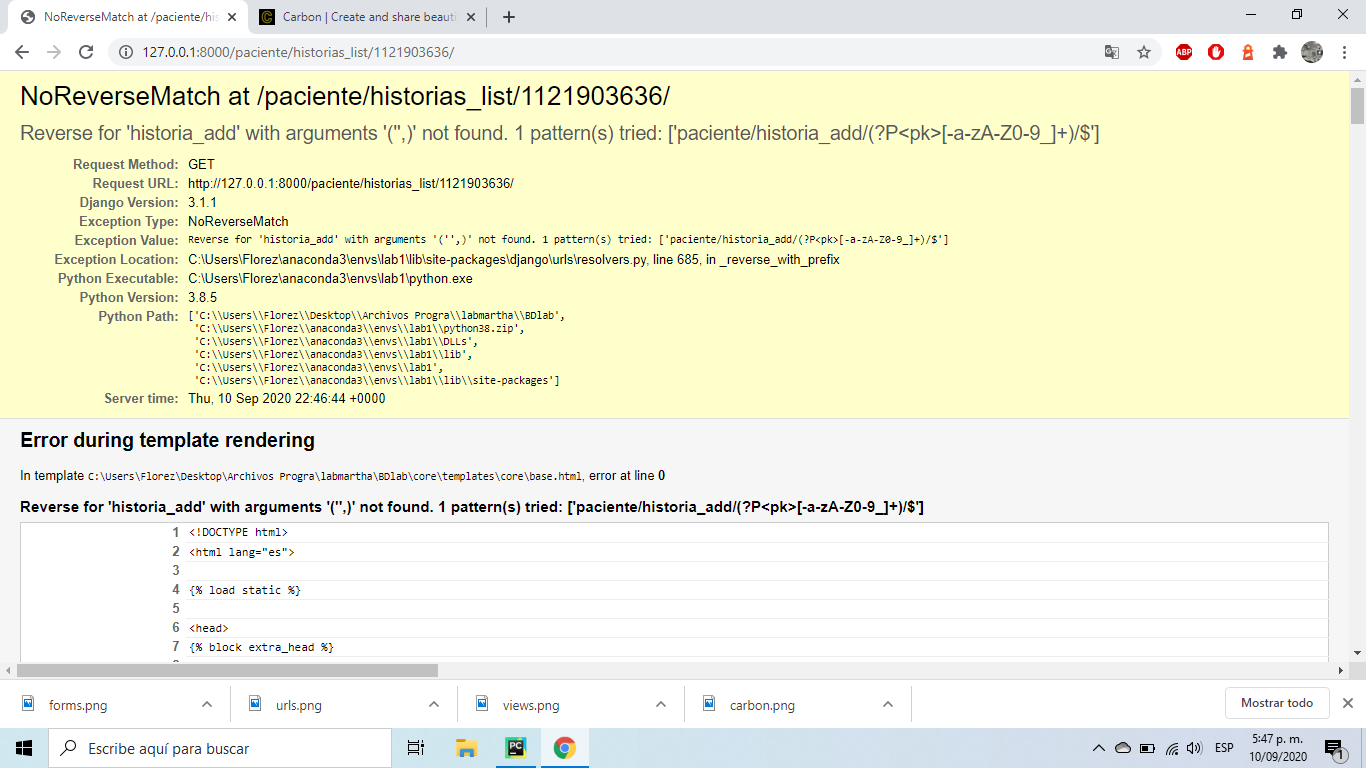 NoReverseMatch at /paciente/his
Carbon | Create and share beauti
127.0.0.1:8000/paciente/historias_list/1121903636/
ABP
NoReverseMatch at /paciente/historias_list/1121903636/
Reverse for 'historia_add' with arguments '('',)' not found. 1 pattern(s) tried: ['paciente/historia_add/(?P<pk>[-a-zA-Z0-9_]+)/$']
Request Method: GET
Request URL: http://127.0.0.1:8000/paciente/historias_list/1121903636/
Django Version: 3.1.1
Exception Type: NoReverseMatch
Exception Value: Reverse for 'historia_add' with arguments '('',)' not found. 1 pattern(s) tried: ['paciente/historia_add/(?P<pk>[-a-zA-Z0-9_]+)/$']
Exception Location: C:\Users\Florez\anaconda3\envs\lab1\lib\site-packages\django\urls\resolvers.py, line 685, in _reverse_with_prefix
Python Executable: C:\Users\Florez\anaconda3\envs\lab1\python.exe
Python Version: 3.8.5
Python Path: ['C:\\Users\\Florez\\Desktop\\Archivos Progra\\labmartha\\BDlab',
'C:\\Users\\Florez\\anaconda3\\envs\\lab1\\python38.zip',
'C:\\Users\\Florez\\anaconda3\\envs\\lab1\\DLLs',
'C:\\Users\\Florez\\anaconda3\\envs\\lab1\\lib',
'C:\\Users\\Florez\\anaconda3\\envs\\lab1',
'C:\\Users\\Florez\\anaconda3\\envs\\lab1\\lib\\site-packages']
Server time: Thu, 10 Sep 2020 22:46:44 +0000
Error during template rendering
In template C:\Users\Florez\Desktop\Archivos Progra\labmartha\BDlab\core\templates\core\base.html, error at line 0
Reverse for 'historia_add' with arguments '('',)' not found. 1 pattern(s) tried: ['paciente/historia_add/(?P<pk>[-a-zA-Z0-9_]+)/$']
1 <!DOCTYPE html>
2 <html lang="es">
3
4 {% load static %}
5
6 <head>
7 {% block extra_head %}
forms.png
urls.png
views.png
carbon.png
Mostrar todo
Escribe aquí para buscar
PC
ESP
5:47 p. m.
10/09/2020
1